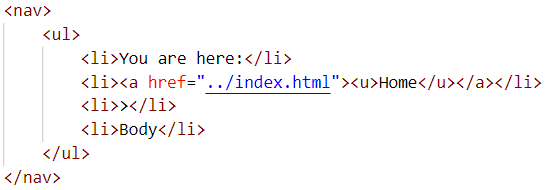 <nav>
<ul>
<li>You are here:</li>
<li><a href="../index.html"><u>Home</u></a></li>
<li>></li>
<li>Body</li>
</ul>
</nav>